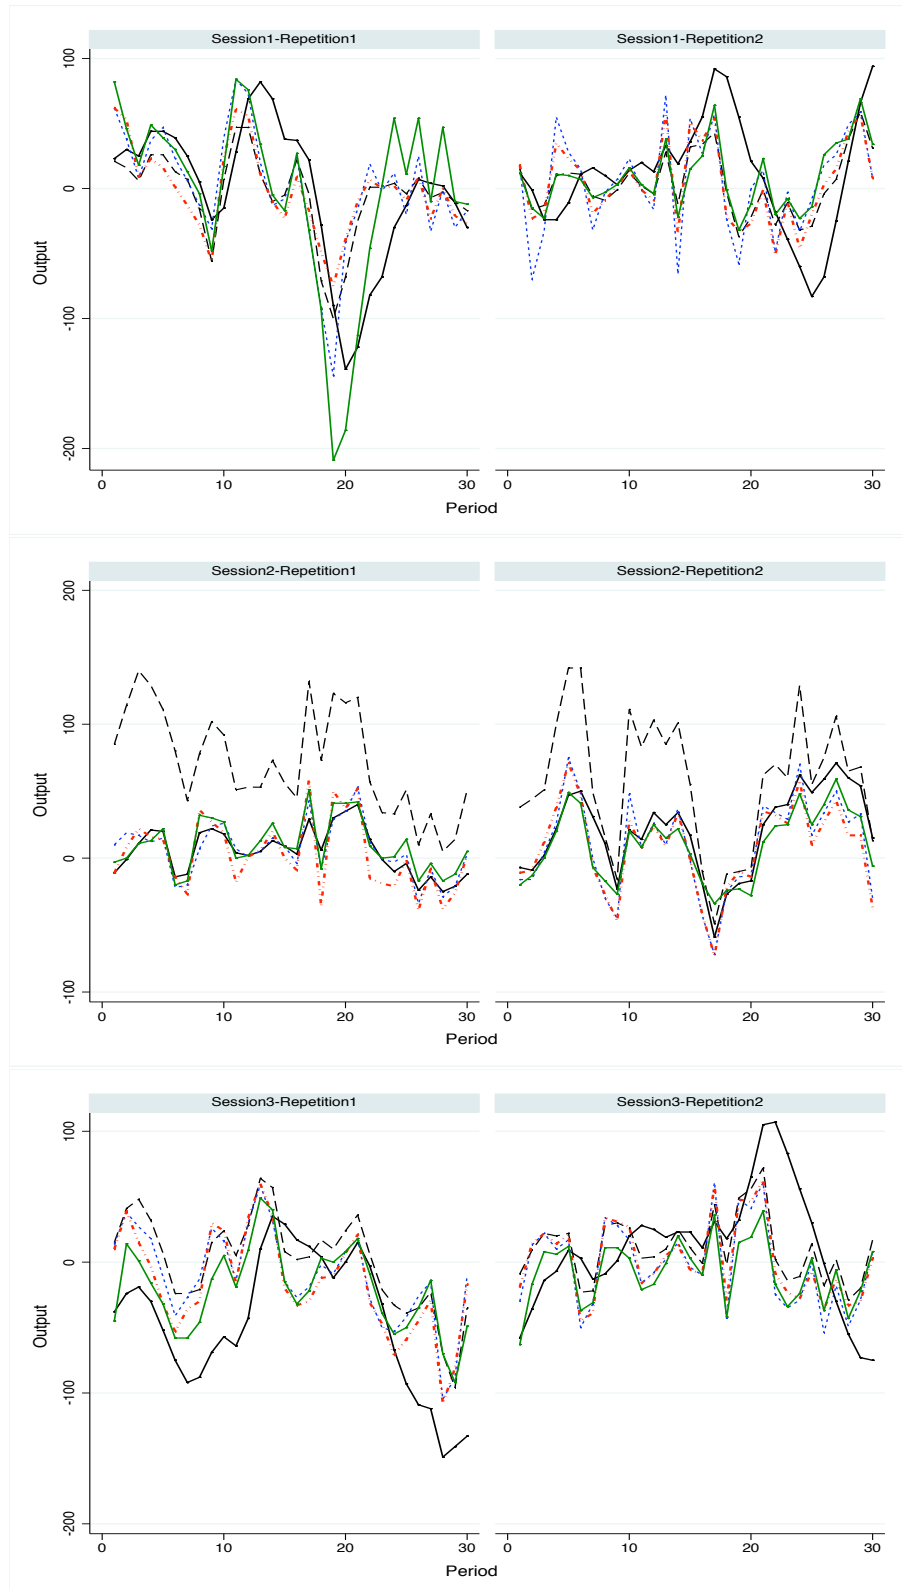 Session1-Repetition1 Session1-Repetition2
100
0
-100
-200
Output
0 10 20 30 0 10 20 30
Period
Session2-Repetition1 Session2-Repetition2
200
100
0
-100
Output
0 10 20 30 0 10 20 30
Period
Session3-Repetition1 Session3-Repetition2
100
0
-100
-200
Output
0 10 20 30 0 10 20 30
Period